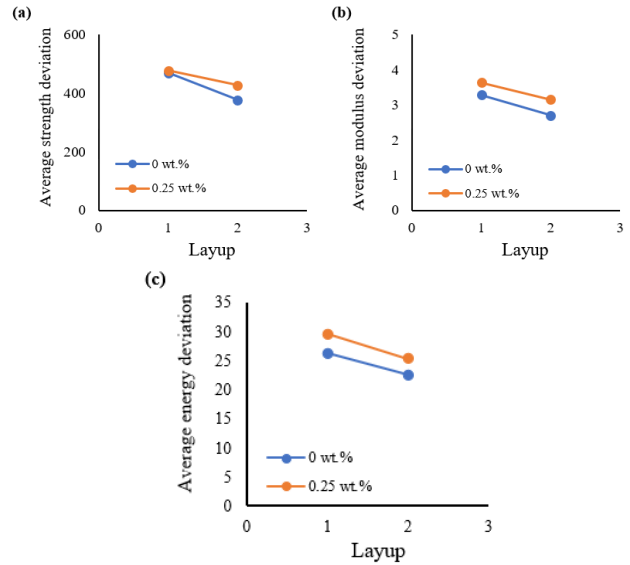 (a)
Average strength deviation
600
400
200
0
0 wt.%
0.25 wt.%
0
1
2
3
Layup
(b)
Average modulus deviation
5
4
3
2
1
0
0 wt.%
0.25 wt.%
0
1
2
3
Layup
(c)
Average energy deviation
35
30
25
20
15
10
5
0
0 wt.%
0.25 wt.%
0
1
2
3
Layup